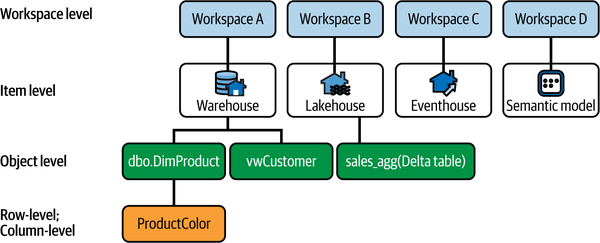 Workspace level
Workspace A
Workspace B
Workspace C
Workspace D
Item level
Warehouse
Lakehouse
Eventhouse
Semantic model
Object level
dbo.DimProduct
vwCustomer
sales_agg(Delta table)
Row-level;
Column-level
ProductColor